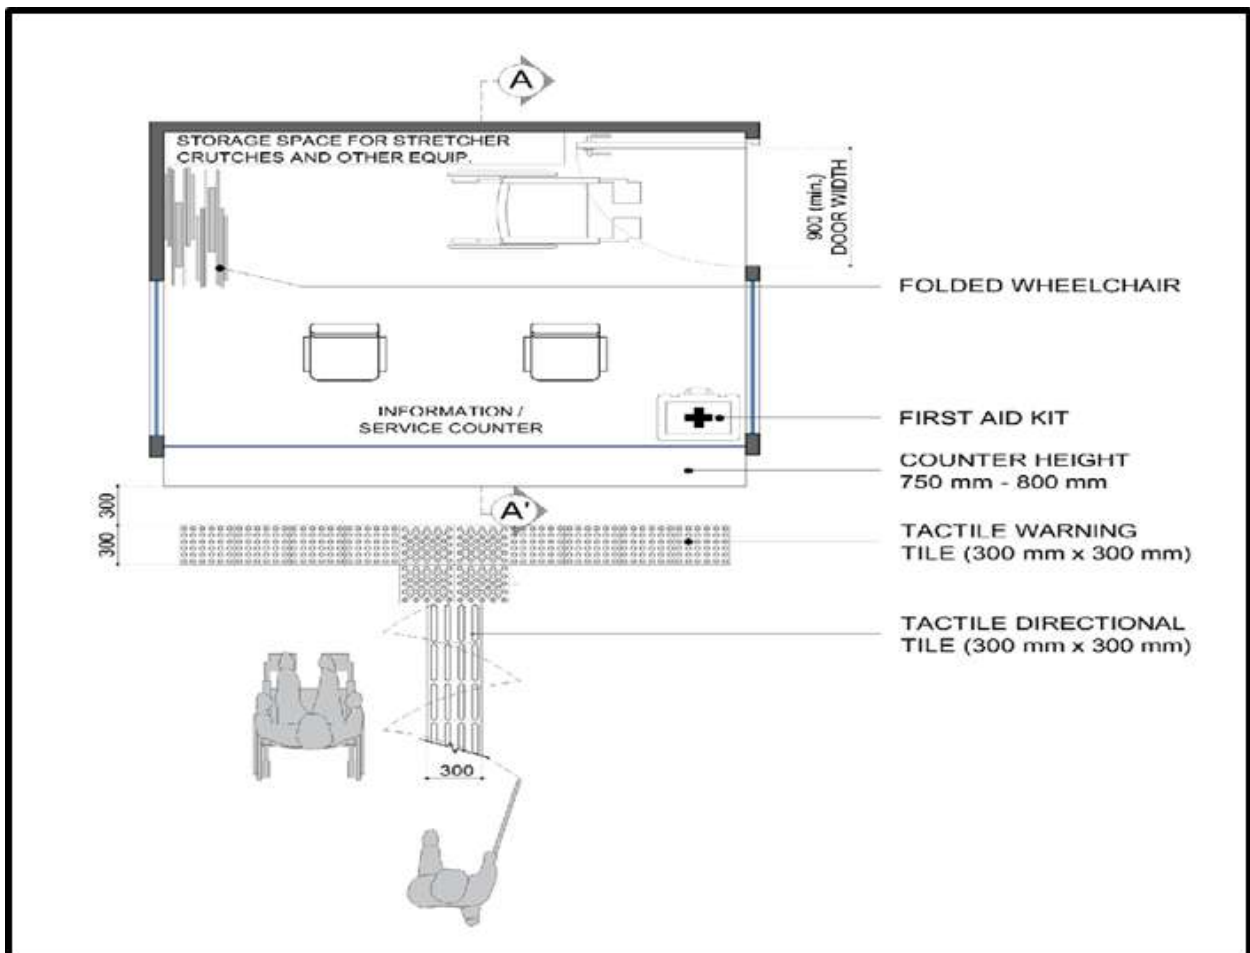 A
STORAGE SPACE FOR STRETCHER
CRUTCHES AND OTHER EQUIP.
900 (min.)
DOOR WIDTH
FOLDED WHEELCHAIR
INFORMATION /
SERVICE COUNTER
FIRST AID KIT
COUNTER HEIGHT
750 mm - 800 mm
300
A'
300
TACTILE WARNING
TILE (300 mm x 300 mm)
TACTILE DIRECTIONAL
TILE (300 mm x 300 mm)
300